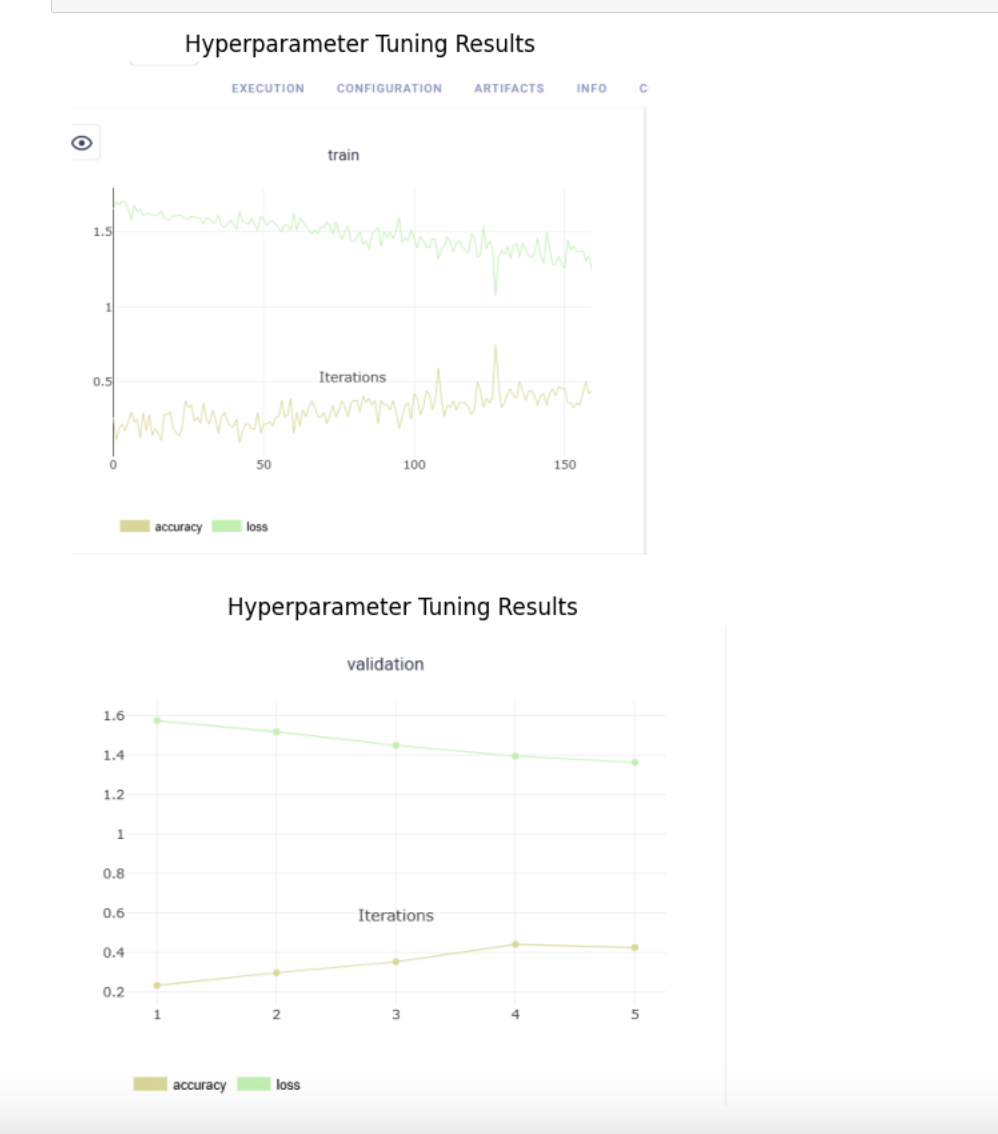 Hyperparameter Tuning Results
EXECUTION CONFIGURATION ARTIFACTS INFO C
train
1.5
1
0.5
Iterations
0 50 100 150
accuracy loss
Hyperparameter Tuning Results
validation
1.6
1.4
1.2
1
0.8
0.6
Iterations
0.4
0.2
1 2 3 4 5
accuracy loss